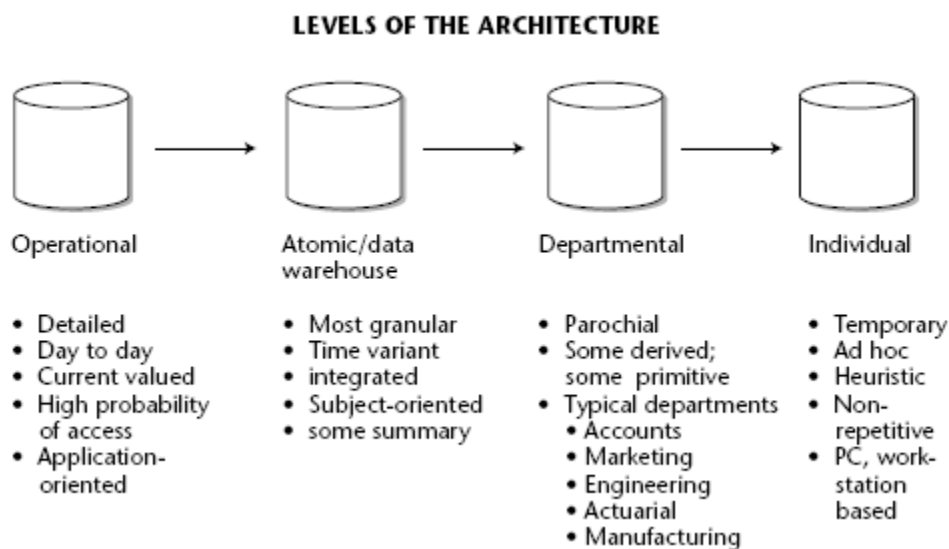 LEVELS OF THE ARCHITECTURE
Operational
• Detailed
• Day to day
• Current valued
• High probability
of access
• Application-
oriented
Atomic/data
warehouse
• Most granular
• Time variant
• integrated
• Subject-oriented
• some summary
Departmental
• Parochial
• Some derived;
some primitive
• Typical departments
• Accounts
• Marketing
• Engineering
• Actuarial
• Manufacturing
Individual
• Temporary
• Ad hoc
• Heuristic
• Non-
repetitive
• PC, work-
station
based